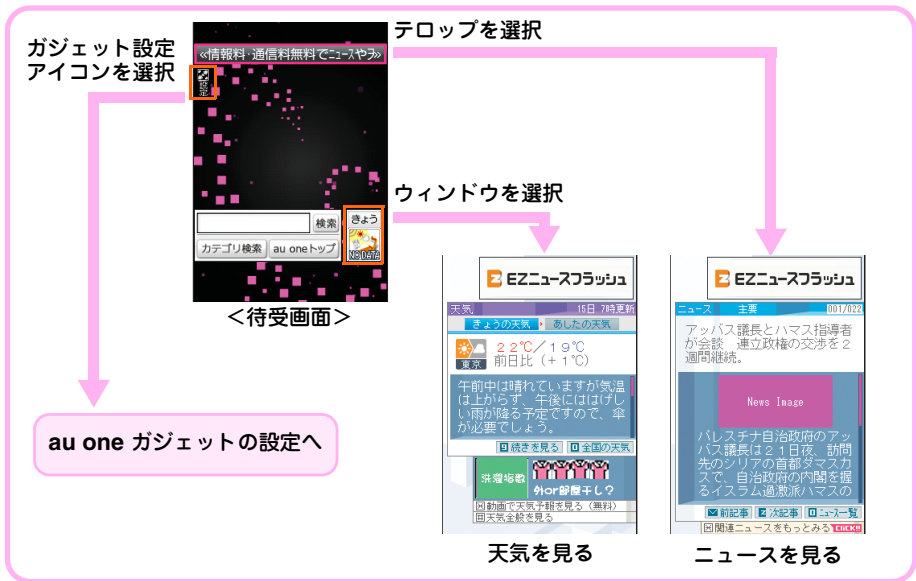 ガジェット設定
アイコンを選択
テロップを選択
≪情報料・通信料無料でニュースやヲ≫
設定
ウィンドウを選択
検索
きょう
カテゴリ検索
au oneトップ
NO DATA
＜待受画面＞
au one ガジェットの設定へ
EZニュースフラッシュ
天気
15日 7時更新
きょうの天気
あしたの天気
22℃／19℃
東京
前日比（＋1℃）
午前中は晴れていますが気温
は上がらず、午後にははげし
い雨が降る予定ですので、傘
が必要でしょう。
続きを見る
全国の天気
洗濯指数
外or部屋干し?
動画で天気予報を見る（無料）
天気全般を見る
天気を見る
EZニュースフラッシュ
ニュース
主要
001/022
アッバス議長とハマス指導者
が会談　連立政権の交渉を２
週間継続。
News Image
パレスチナ自治政府のアッ
バス議長は２１日夜、訪問
先のシリアの首都ダマスカ
スで、自治政府の内閣を握
るイスラム過激派ハマスの
前記事
次記事
ニュース一覧
関連ニュースをもっとみる
CLICK!!
ニュースを見る